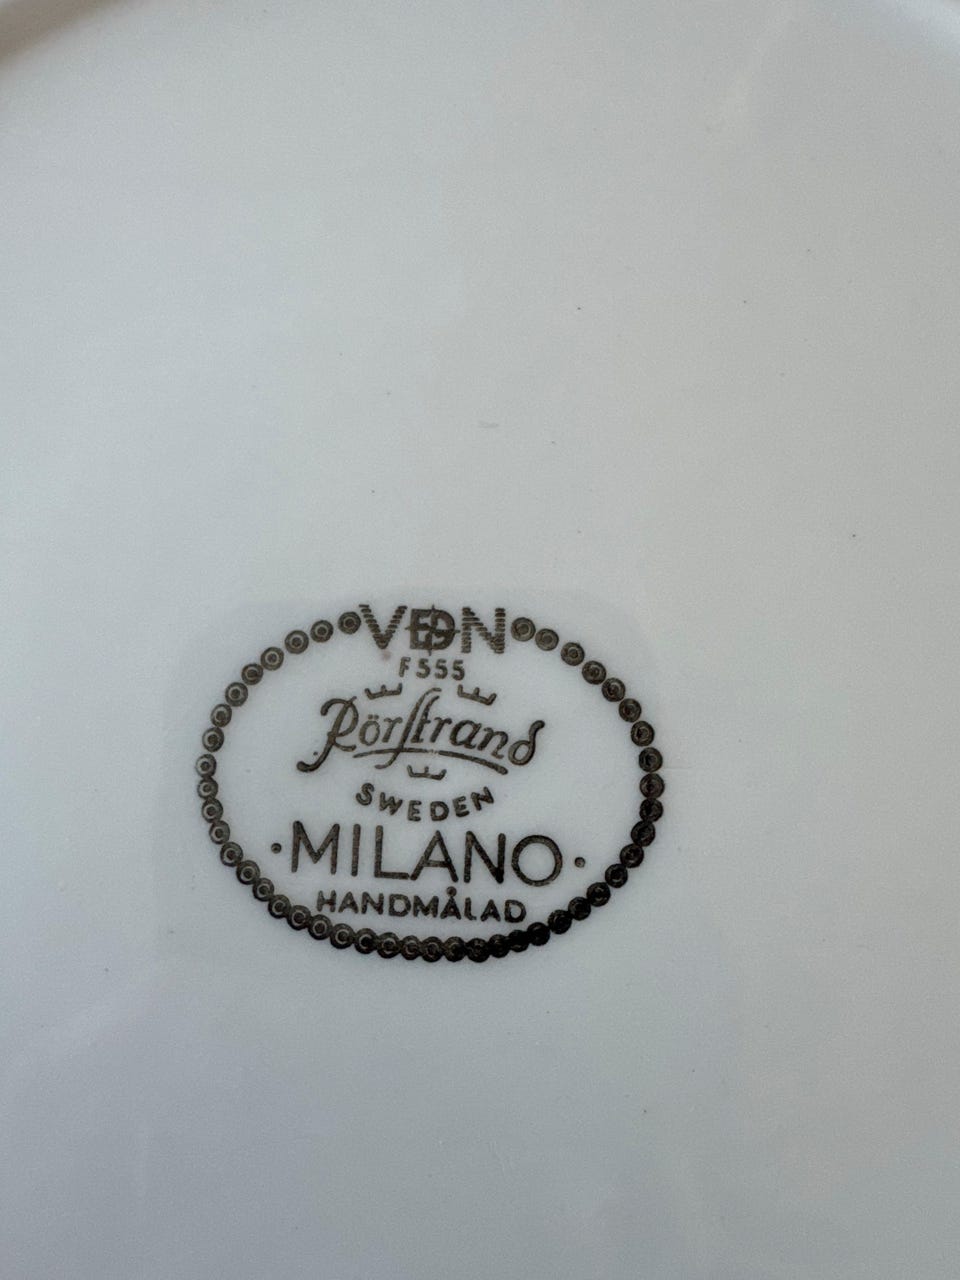 VDN
F555
Rörstrand
SWEDEN
·MILANO·
HANDMÅLAD